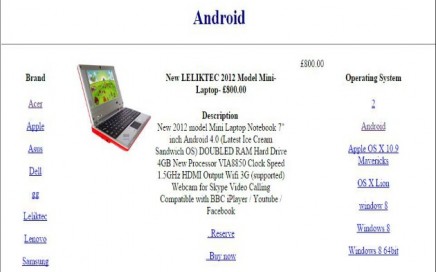 Android
£800.00
Brand
Acer
Apple
Asus
Dell
gg
Leliktec
Lenovo
Samsung
New LELIKTEC 2012 Model Mini-
Laptop- £800.00
Description
New 2012 model Mini Laptop Notebook 7"
inch Android 4.0 (Latest Ice Cream
Sandwich OS) DOUBLED RAM Hard Drive
4GB New Processor VIA8850 Clock Speed
1.5GHz HDMI Output Wifi 3G (supported)
Webcam for Skype Video Calling
Compatible with BBC iPlayer / Youtube /
Facebook
Reserve
Buy now
Operating System
2
Android
Apple OS X 10.9
Mavericks
OS X Lion
window 8
Windows 8
Windows 8 64bit